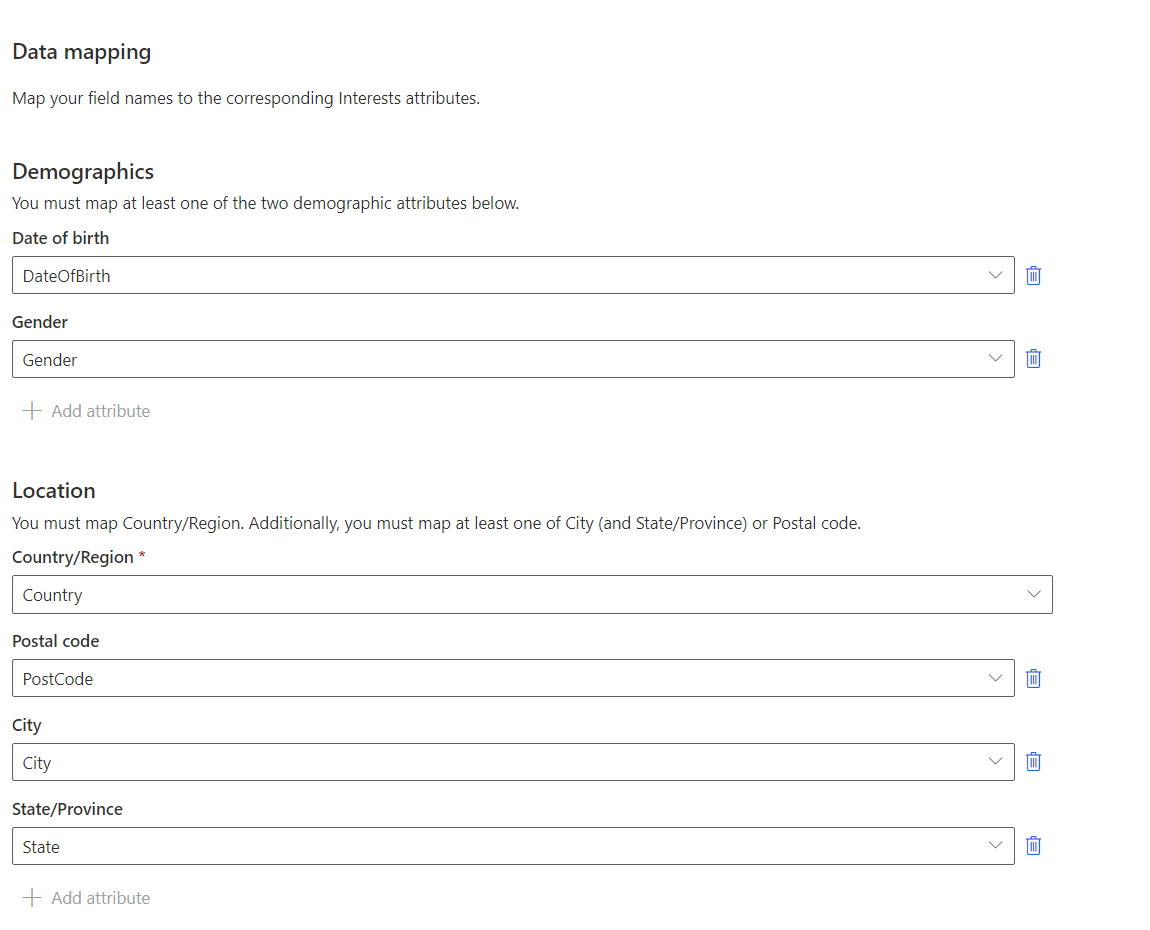 Data mapping
Map your field names to the corresponding Interests attributes.
Demographics
You must map at least one of the two demographic attributes below.
Date of birth
DateOfBirth
Gender
Gender
Add attribute
Location
You must map Country/Region. Additionally, you must map at least one of City (and State/Province) or Postal code.
Country/Region *
Country
Postal code
PostCode
City
City
State/Province
State
Add attribute